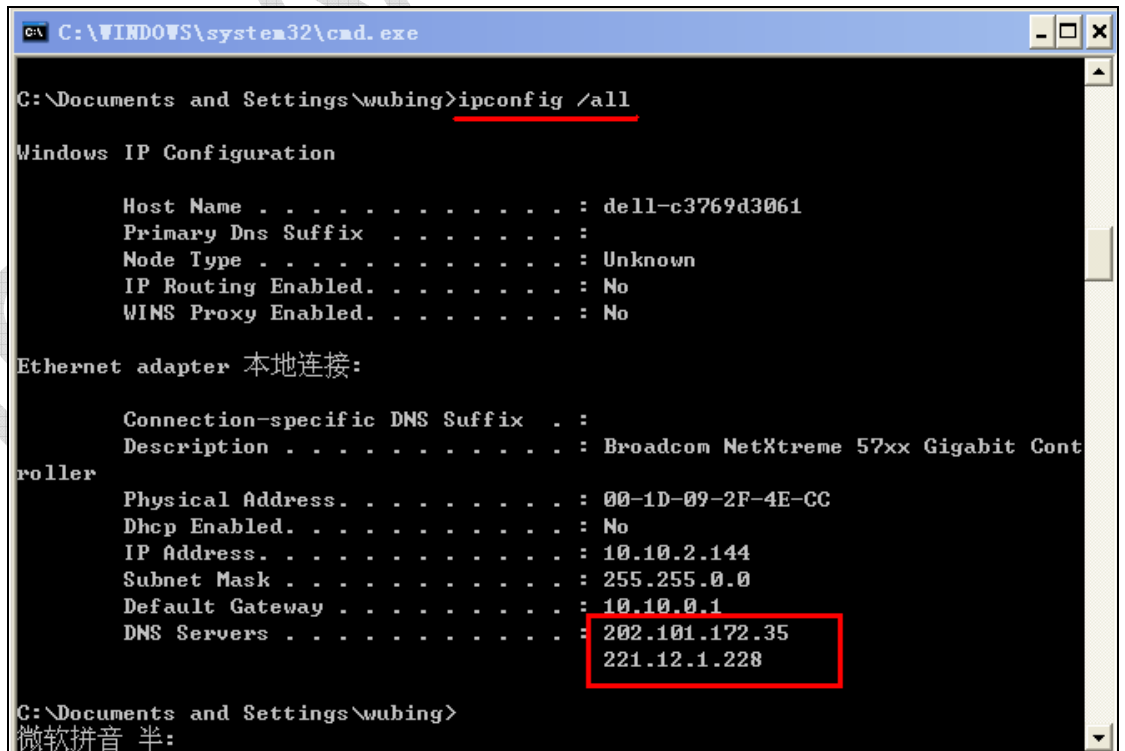 C:\WINDOWS\system32\cmd.exe
C:\Documents and Settings\wubing>ipconfig /all
Windows IP Configuration
Host Name . . . . . . . . . . . . : dell-c3769d3061
Primary Dns Suffix . . . . . . . :
Node Type . . . . . . . . . . . . : Unknown
IP Routing Enabled. . . . . . . . : No
WINS Proxy Enabled. . . . . . . . : No
Ethernet adapter 本地连接:
Connection-specific DNS Suffix . :
Description . . . . . . . . . . . : Broadcom NetXtreme 57xx Gigabit Cont
roller
Physical Address. . . . . . . . . : 00-1D-09-2F-4E-CC
Dhcp Enabled. . . . . . . . . . . : No
IP Address. . . . . . . . . . . . : 10.10.2.144
Subnet Mask . . . . . . . . . . . : 255.255.0.0
Default Gateway . . . . . . . . . : 10.10.0.1
DNS Servers . . . . . . . . . . . : 202.101.172.35
221.12.1.228
C:\Documents and Settings\wubing>
微软拼音 半: